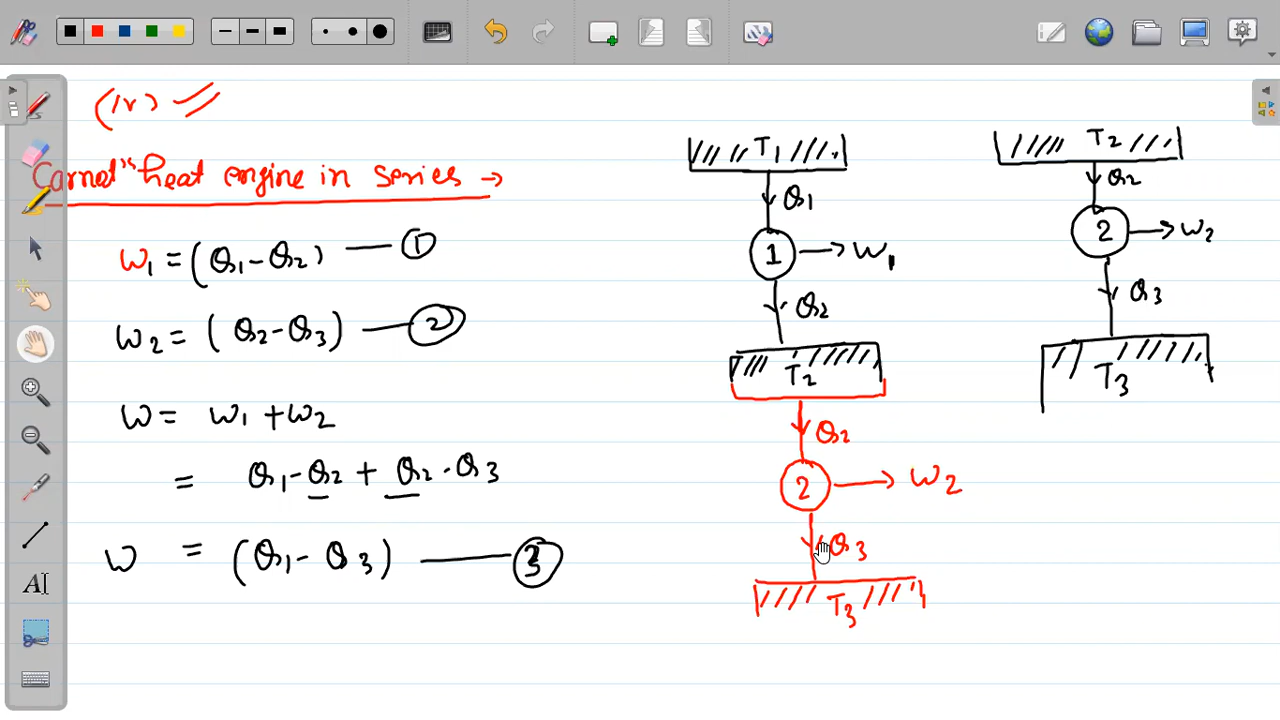 (iv)
Carnot heat engine in series →
W1 = (Q1-Q2) — ①
W2 = (Q2-Q3) — ②
W = W1+W2
= Q1-Q2 + Q2-Q3
W = (Q1-Q3) — ③
T1
Q1
1 → W1
Q2
T2
Q2
2 → W2
Q3
T3
T2
Q2
2 → W2
Q3
T3
A